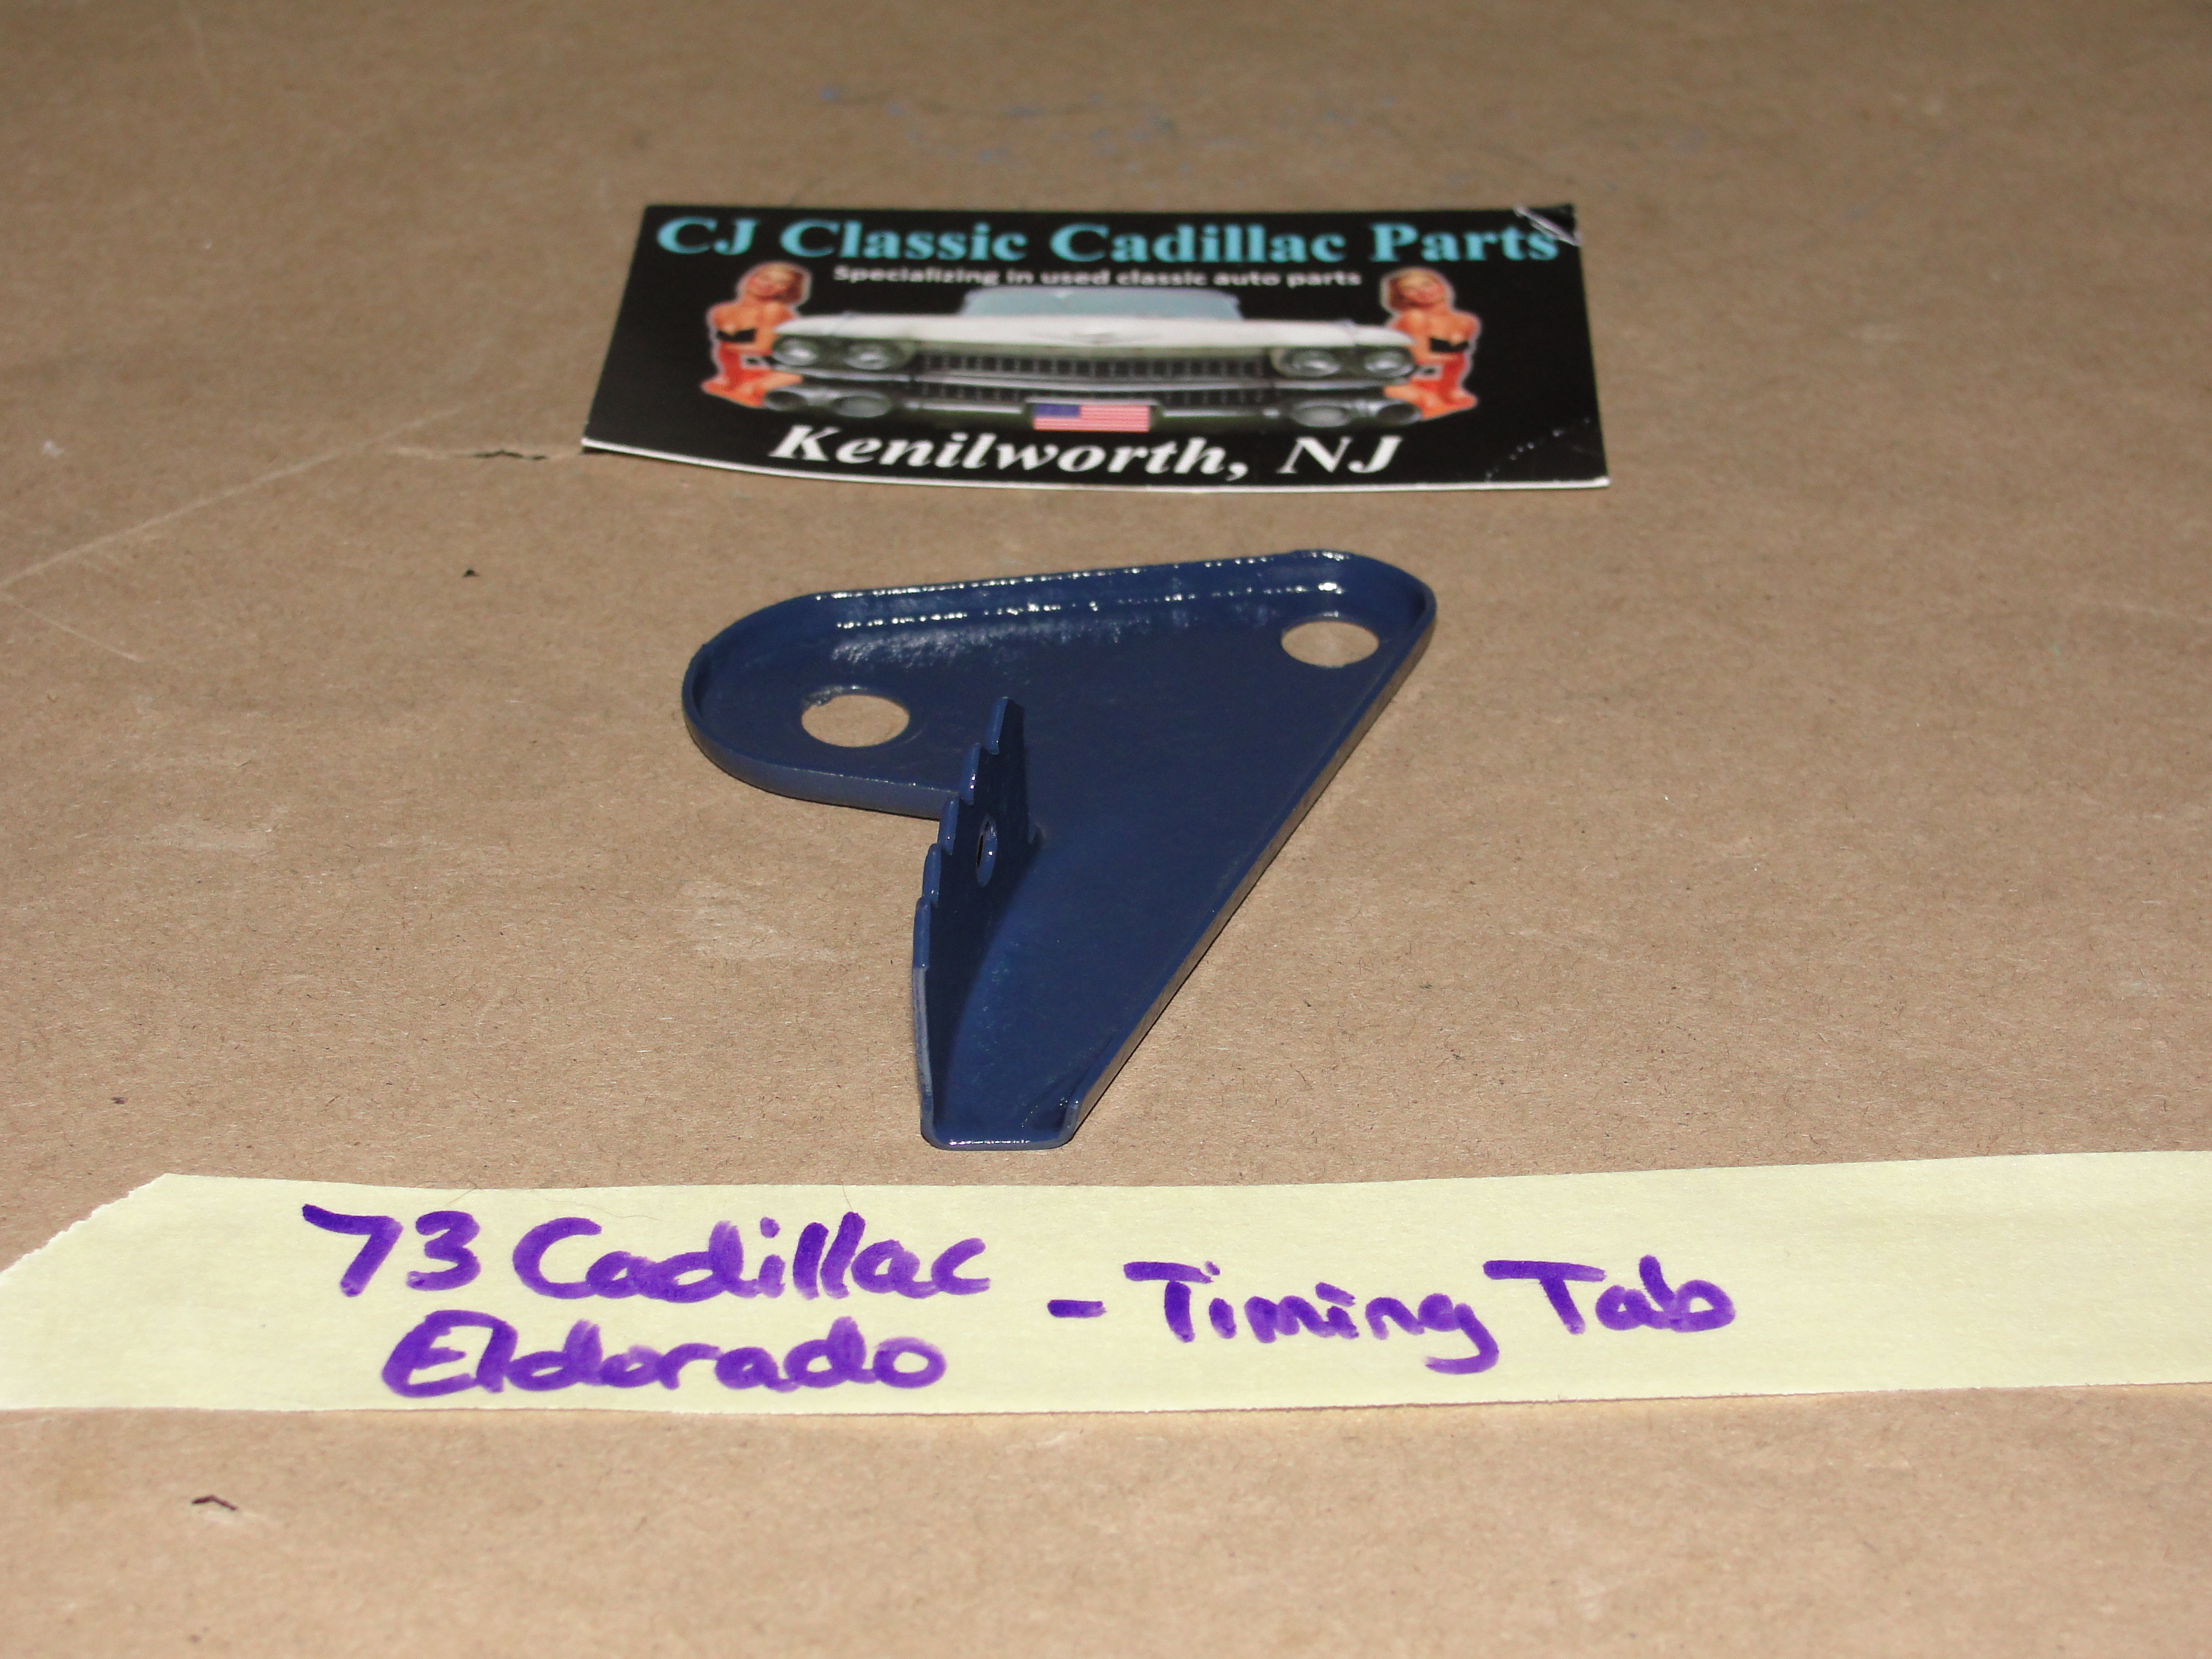 CJ Classic Cadillac Parts
Specializing in used classic auto parts
Kenilworth, NJ
73 Cadillac
Eldorado - Timing Tab